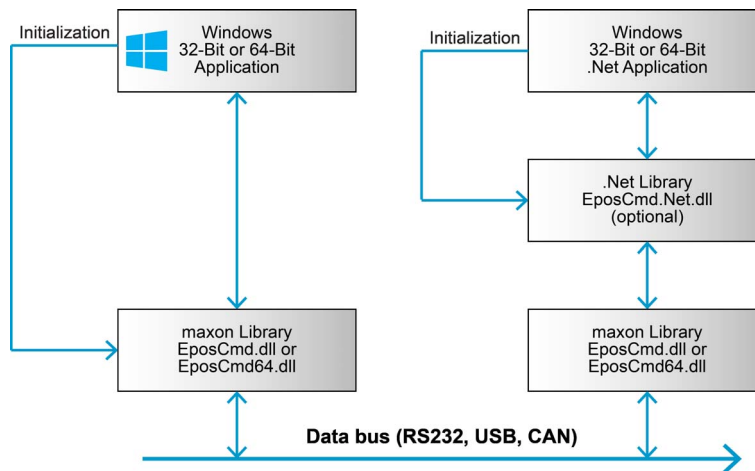 Initialization
Windows
32-Bit or 64-Bit
Application
Initialization
Windows
32-Bit or 64-Bit
.Net Application
.Net Library
EposCmd.Net.dll
(optional)
maxon Library
EposCmd.dll or
EposCmd64.dll
maxon Library
EposCmd.dll or
EposCmd64.dll
Data bus (RS232, USB, CAN)